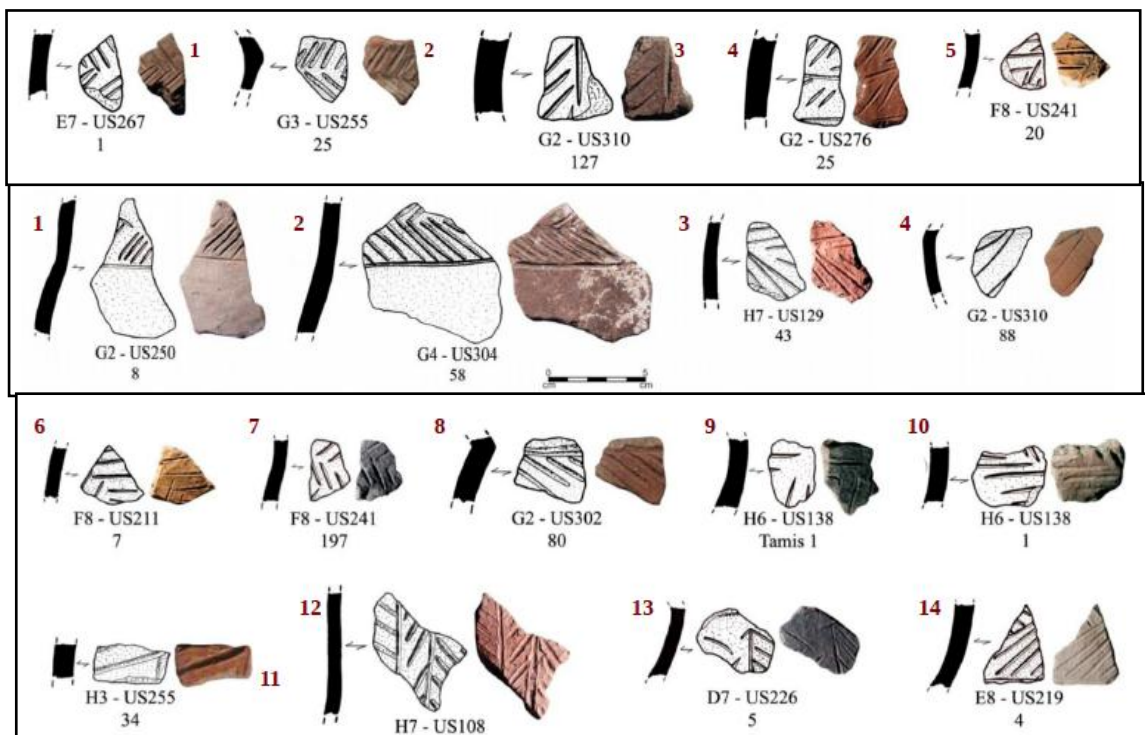 1
2
3
4
5
E7 - US267
1
G3 - US255
25
G2 - US310
127
G2 - US276
25
F8 - US241
20
1
2
3
4
G2 - US250
8
G4 - US304
58
H7 - US129
43
G2 - US310
88
0 5
cm cm
6
7
8
9
10
F8 - US211
7
F8 - US241
197
G2 - US302
80
H6 - US138
Tamis 1
H6 - US138
1
11
12
13
14
H3 - US255
34
H7 - US108
D7 - US226
5
E8 - US219
4